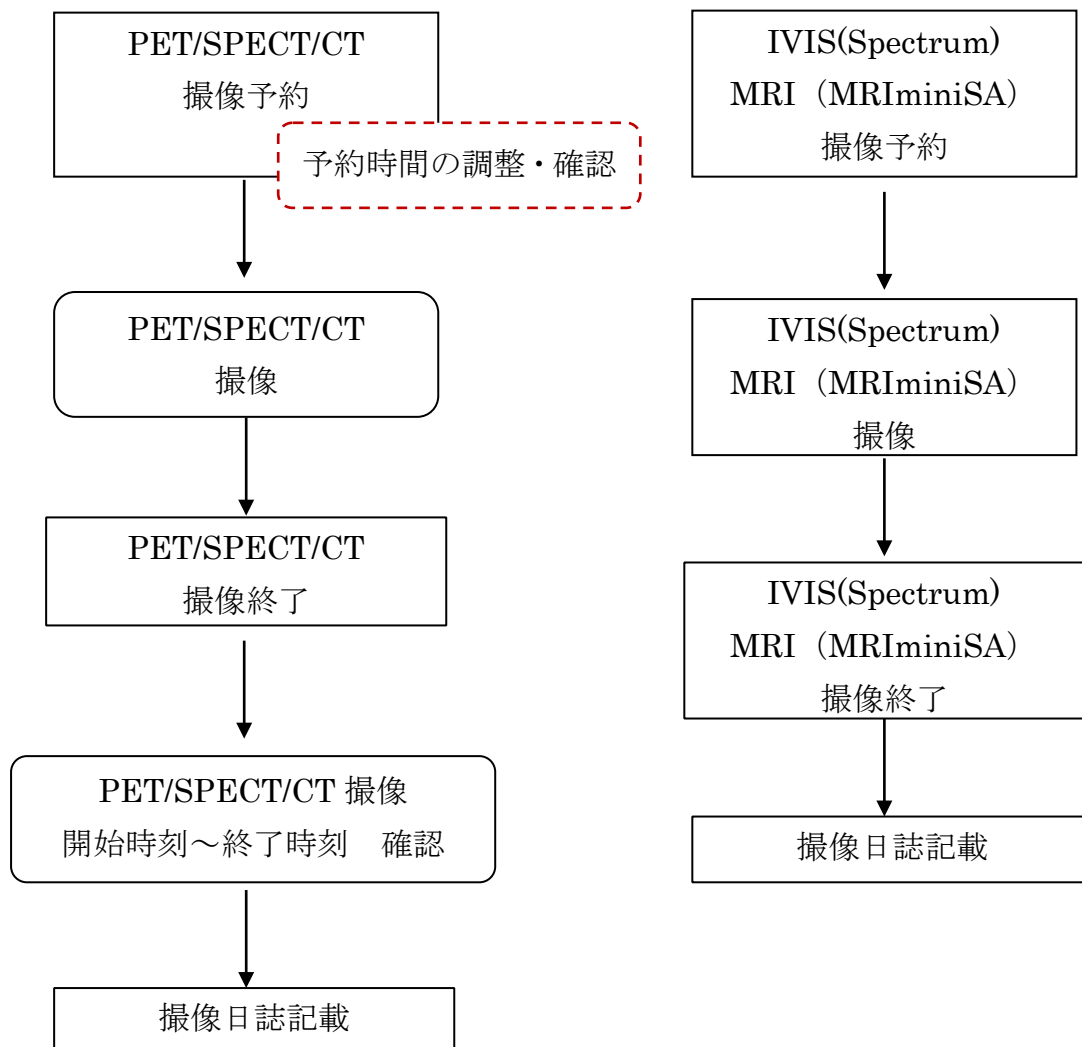 PET/SPECT/CT
撮像予約
予約時間の調整・確認
PET/SPECT/CT
撮像
PET/SPECT/CT
撮像終了
PET/SPECT/CT 撮像
開始時刻~終了時刻　確認
撮像日誌記載
IVIS(Spectrum)
MRI（MRIminiSA）
撮像予約
IVIS(Spectrum)
MRI（MRIminiSA）
撮像
IVIS(Spectrum)
MRI（MRIminiSA）
撮像終了
撮像日誌記載